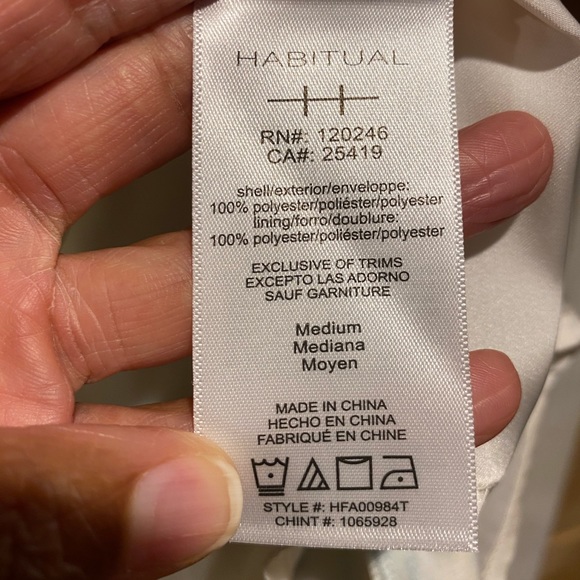 HABITUAL
RN#: 120246
CA#: 25419
shell/exterior/enveloppe:
100% polyester/poliéster/polyester
lining/forro/doublure:
100% polyester/poliéster/polyester
EXCLUSIVE OF TRIMS
EXCEPTO LAS ADORNO
SAUF GARNITURE
Medium
Mediana
Moyen
MADE IN CHINA
HECHO EN CHINA
FABRIQUÉ EN CHINE
STYLE #: HFA00984T
CHINT #: 1065928